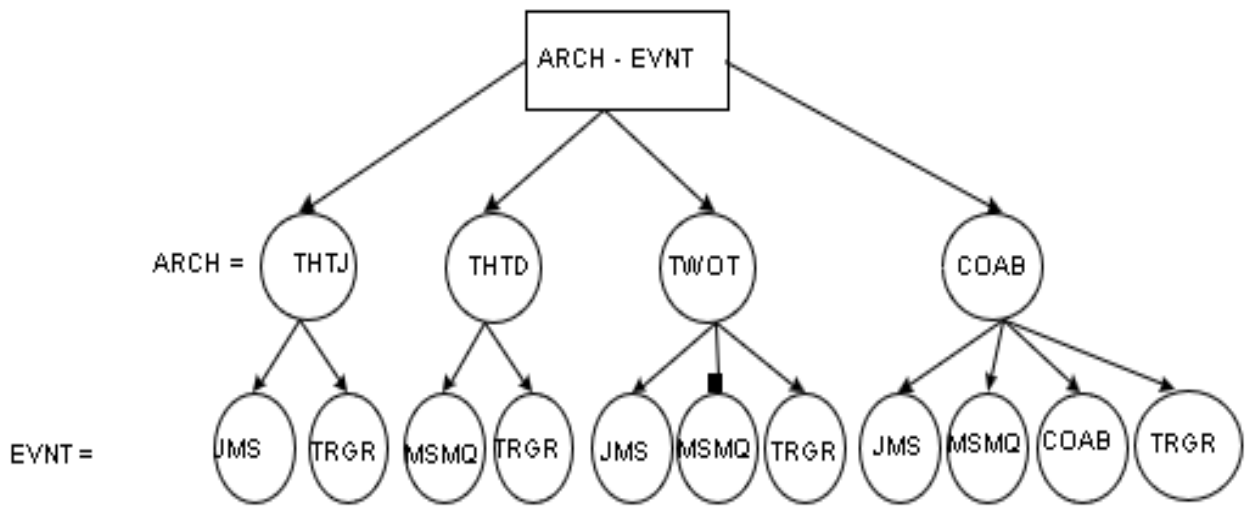 ARCH - EVNT
ARCH = THTJ THTD TWOT COAB
EVNT = JMS TRGR MSMQ TRGR JMS MSMQ TRGR JMS MSMQ COAB TRGR